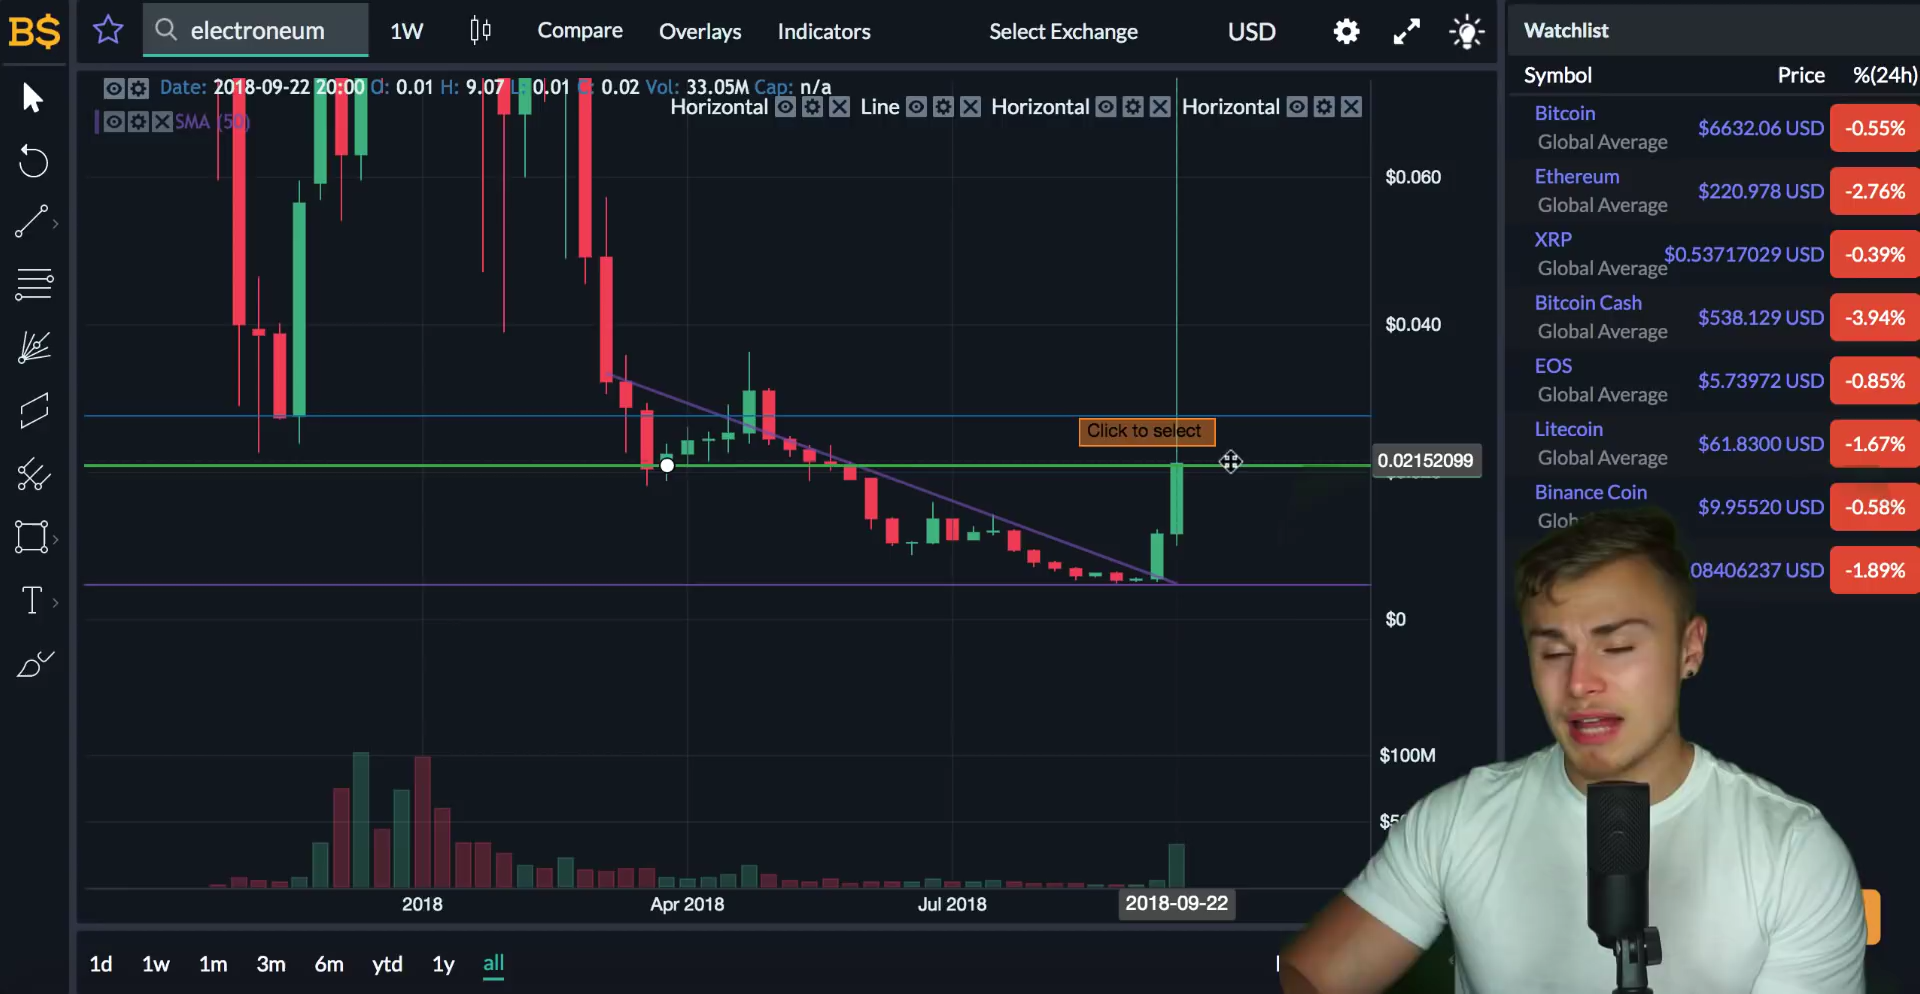 B$
electroneum
1W
Compare
Overlays
Indicators
Select Exchange
USD
Watchlist
Symbol Price %(24h)
Date: 2018-09-22 20:00 O: 0.01 H: 9.07 L: 0.01 C: 0.02 Vol: 33.05M Cap: n/a
Horizontal Line Horizontal Horizontal
SMA (50)
Bitcoin
Global Average
$6632.06 USD
-0.55%
Ethereum
Global Average
$220.978 USD
-2.76%
XRP
Global Average
$0.53717029 USD
-0.39%
Bitcoin Cash
Global Average
$538.129 USD
-3.94%
EOS
Global Average
$5.73972 USD
-0.85%
Litecoin
Global Average
$61.8300 USD
-1.67%
Binance Coin
Glob
$9.95520 USD
-0.58%
08406237 USD
-1.89%
$0.060
$0.040
Click to select
0.02152099
$0
$100M
2018
Apr 2018
Jul 2018
2018-09-22
1d 1w 1m 3m 6m ytd 1y all
T